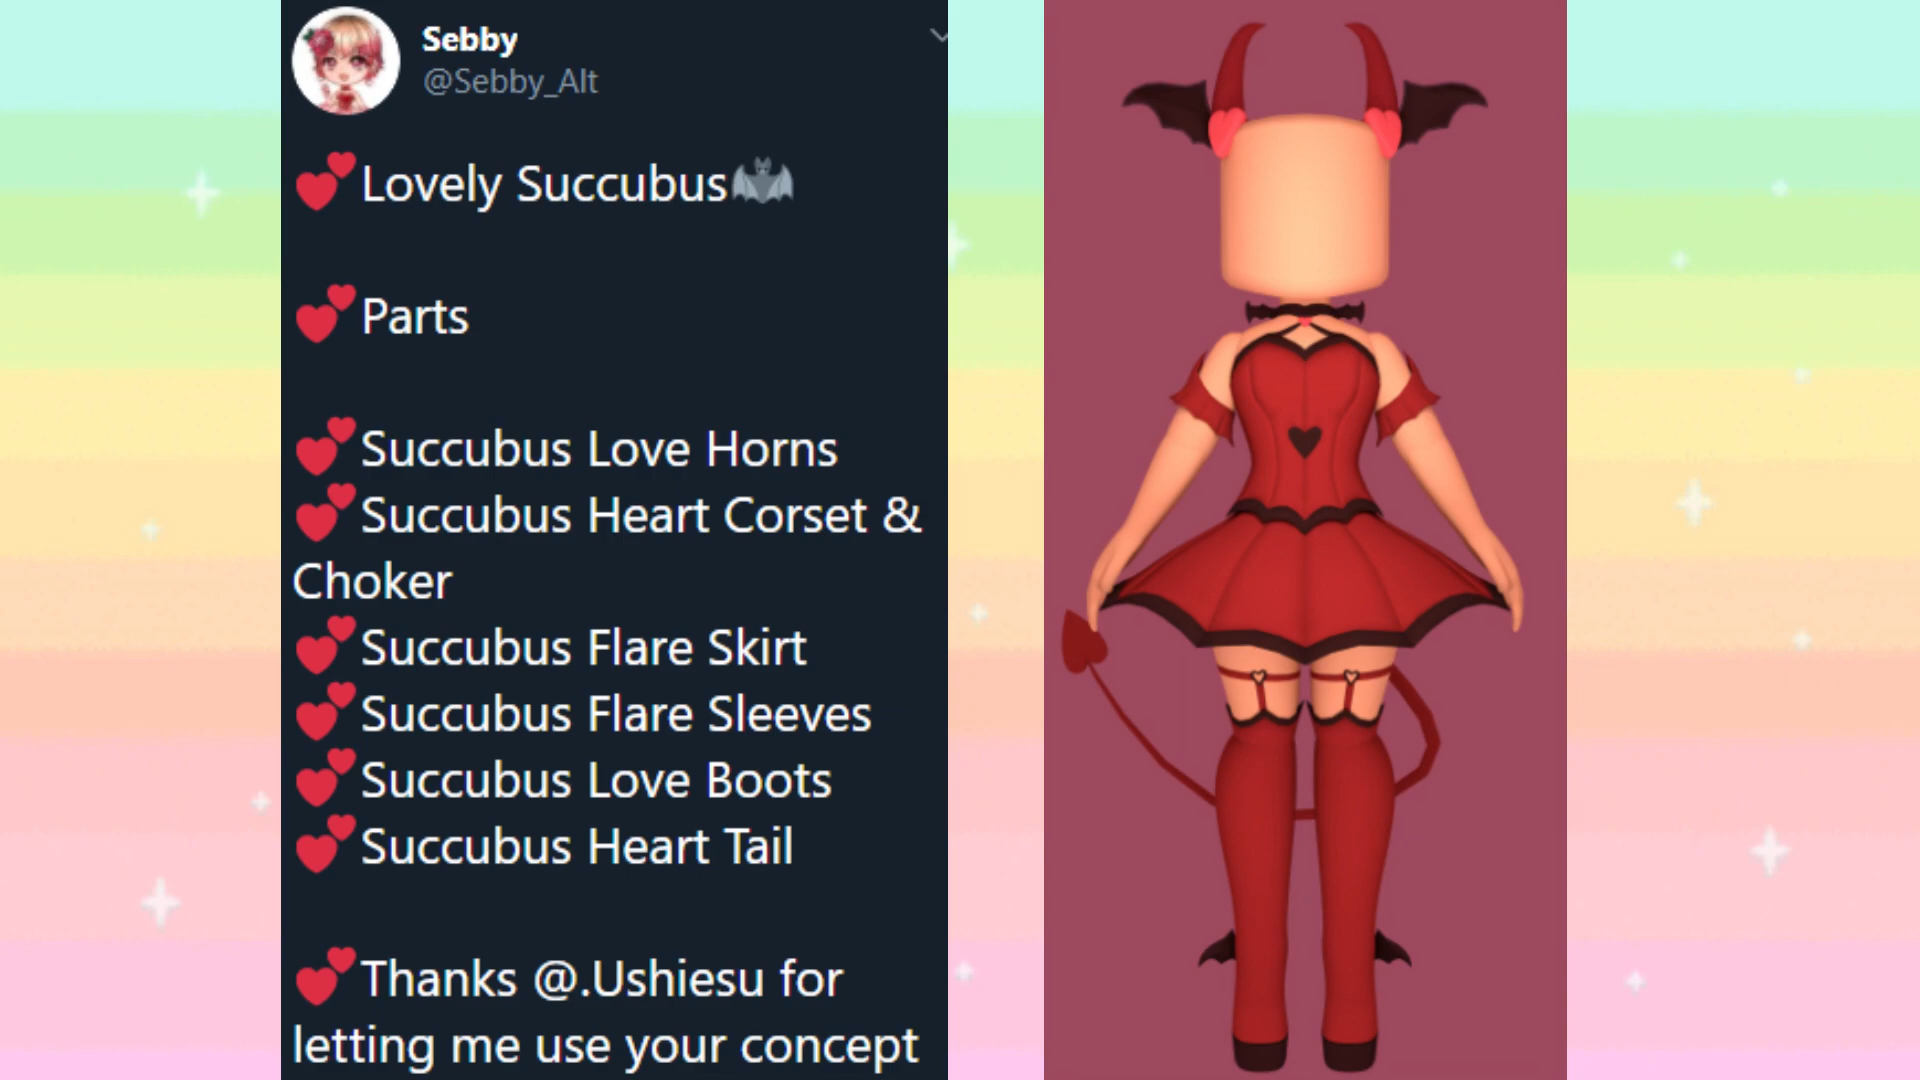 Sebby
@Sebby_Alt
💕Lovely Succubus🦇
💕Parts
💕Succubus Love Horns
💕Succubus Heart Corset &
Choker
💕Succubus Flare Skirt
💕Succubus Flare Sleeves
💕Succubus Love Boots
💕Succubus Heart Tail
💕Thanks @.Ushiesu for
letting me use your concept